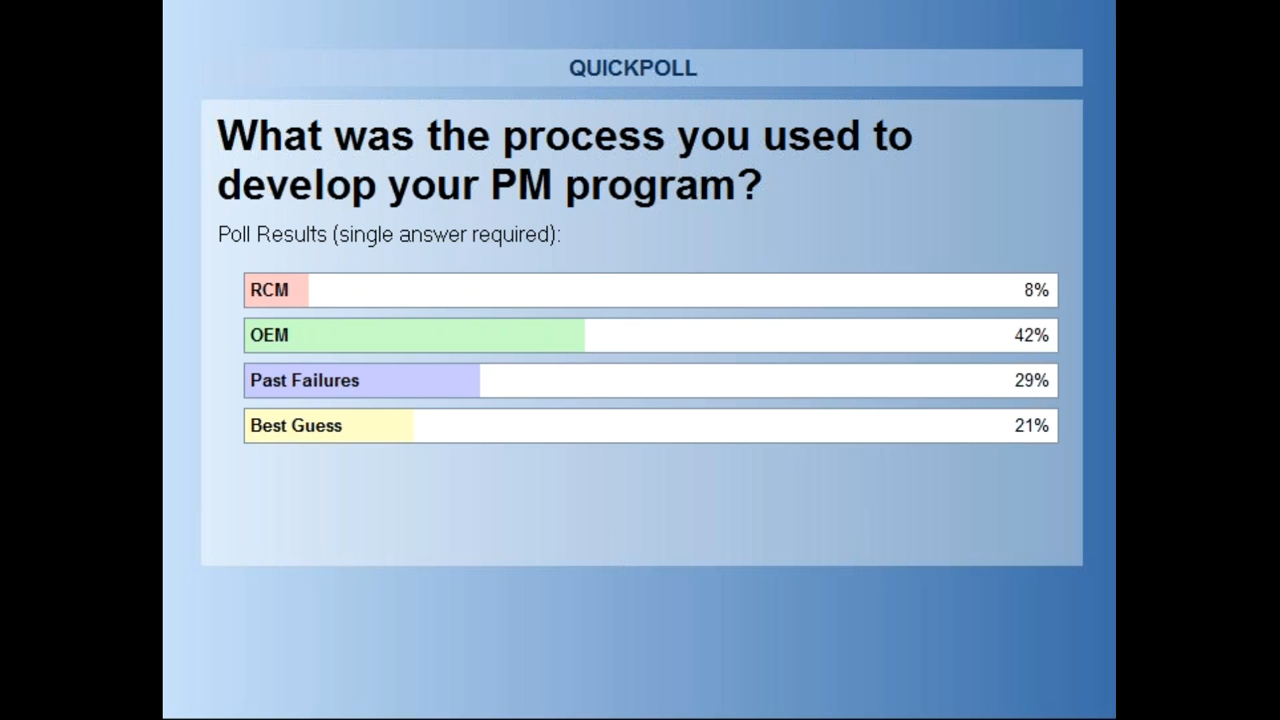 QUICKPOLL
What was the process you used to
develop your PM program?
Poll Results (single answer required):
RCM 8%
OEM 42%
Past Failures 29%
Best Guess 21%